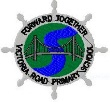 FORWARD TOGETHER
VICTORIA ROAD PRIMARY SCHOOL